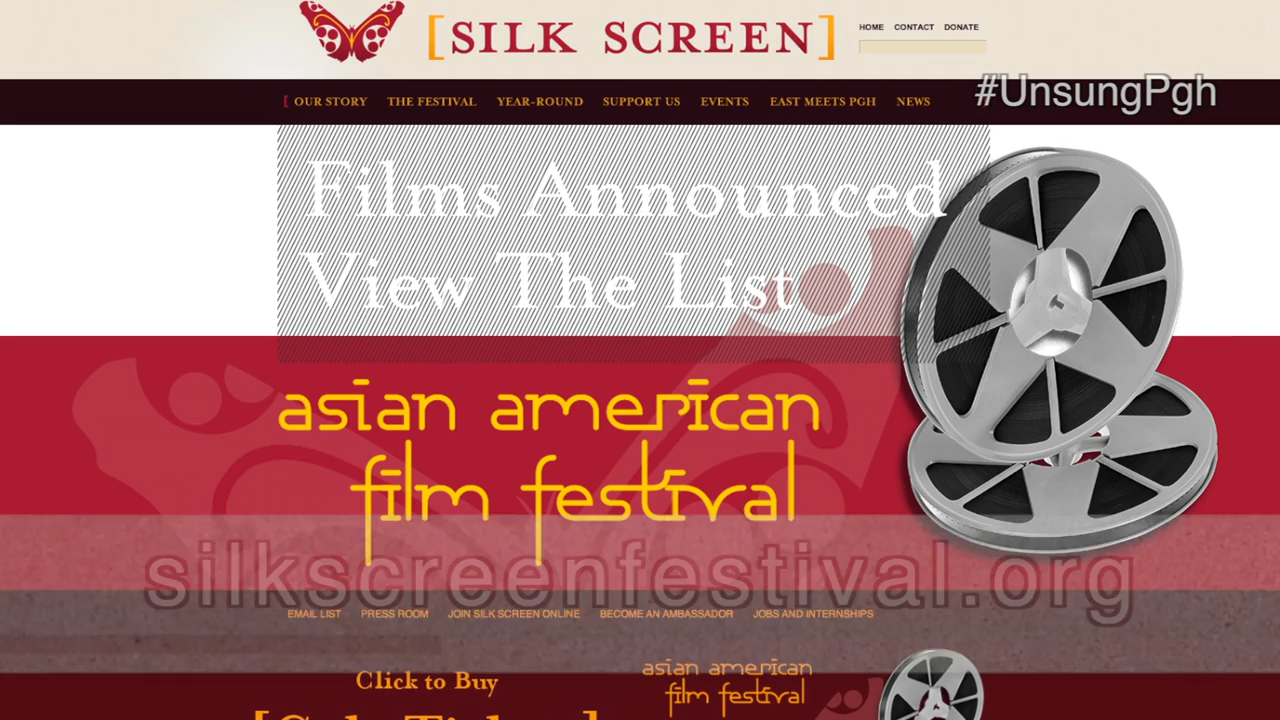 [SILK SCREEN]
HOME CONTACT DONATE
[ OUR STORY THE FESTIVAL YEAR-ROUND SUPPORT US EVENTS EAST MEETS PGH NEWS
#UnsungPgh
Films Announced
View The List
asian american
film festival
silkscreenfestival.org
EMAIL LIST PRESS ROOM JOIN SILK SCREEN ONLINE BECOME AN AMBASSADOR JOBS AND INTERNSHIPS
Click to Buy
asian american
film festival